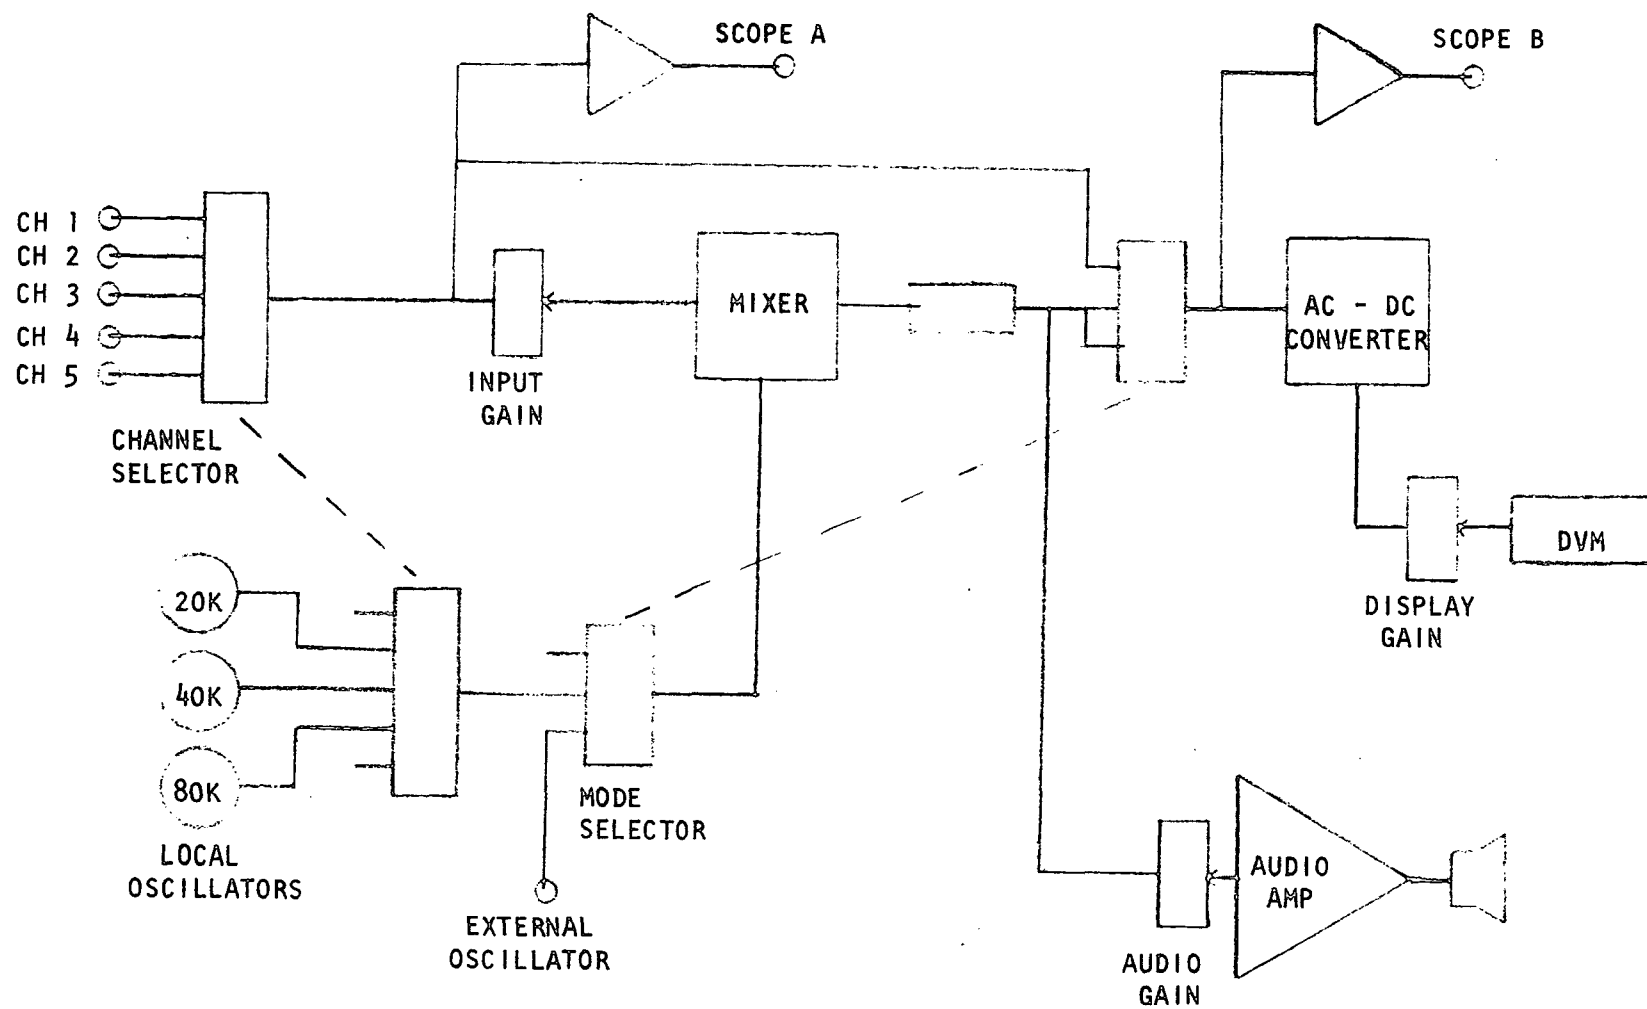 SCOPE A
SCOPE B
CH 1
CH 2
CH 3
CH 4
CH 5
MIXER
AC - DC
CONVERTER
INPUT
GAIN
CHANNEL
SELECTOR
20K
40K
80K
LOCAL
OSCILLATORS
MODE
SELECTOR
EXTERNAL
OSCILLATOR
DVM
DISPLAY
GAIN
AUDIO
AMP
AUDIO
GAIN